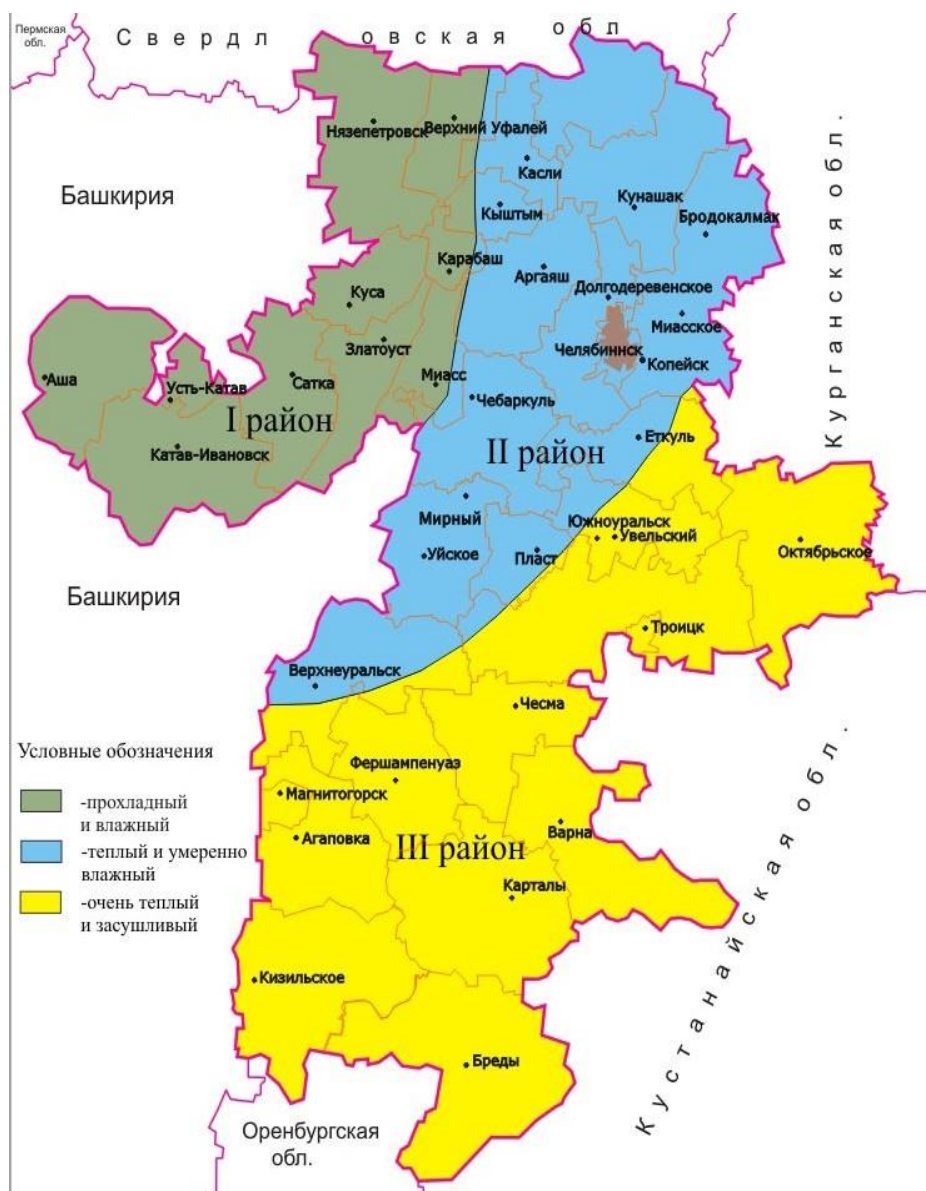 Пермская
обл.
Свердловская обл
Башкирия
Курганская обл.
Нязепетровск
Верхний Уфалей
Касли
Кыштым
Кунашак
Бродокалмак
Карабаш
Аргаяш
Долгодеревенское
Куса
Миасское
Златоуст
Челябиннск
Копейск
Аша
Усть-Катав
Сатка
Миасс
Чебаркуль
I район
Катав-Ивановск
II район
Еткуль
Мирный
Южноуральск
Увельский
Уйское
Пласт
Октябрьское
Башкирия
Троицк
Верхнеуральск
Чесма
Условные обозначения
-прохладный
и влажный
-теплый и умеренно
влажный
-очень теплый
и засушливый
Фершампенуаз
Магнитогорск
Агаповка
III район
Варна
Карталы
Кустанайская обл.
Кизильское
Бреды
Оренбургская
обл.